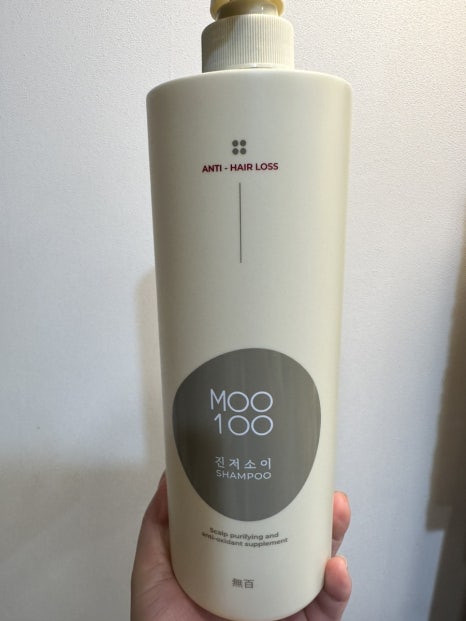 ANTI - HAIR LOSS
MOO
100
진저소이
SHAMPOO
Scalp purifying and
anti-oxidant supplement
無百